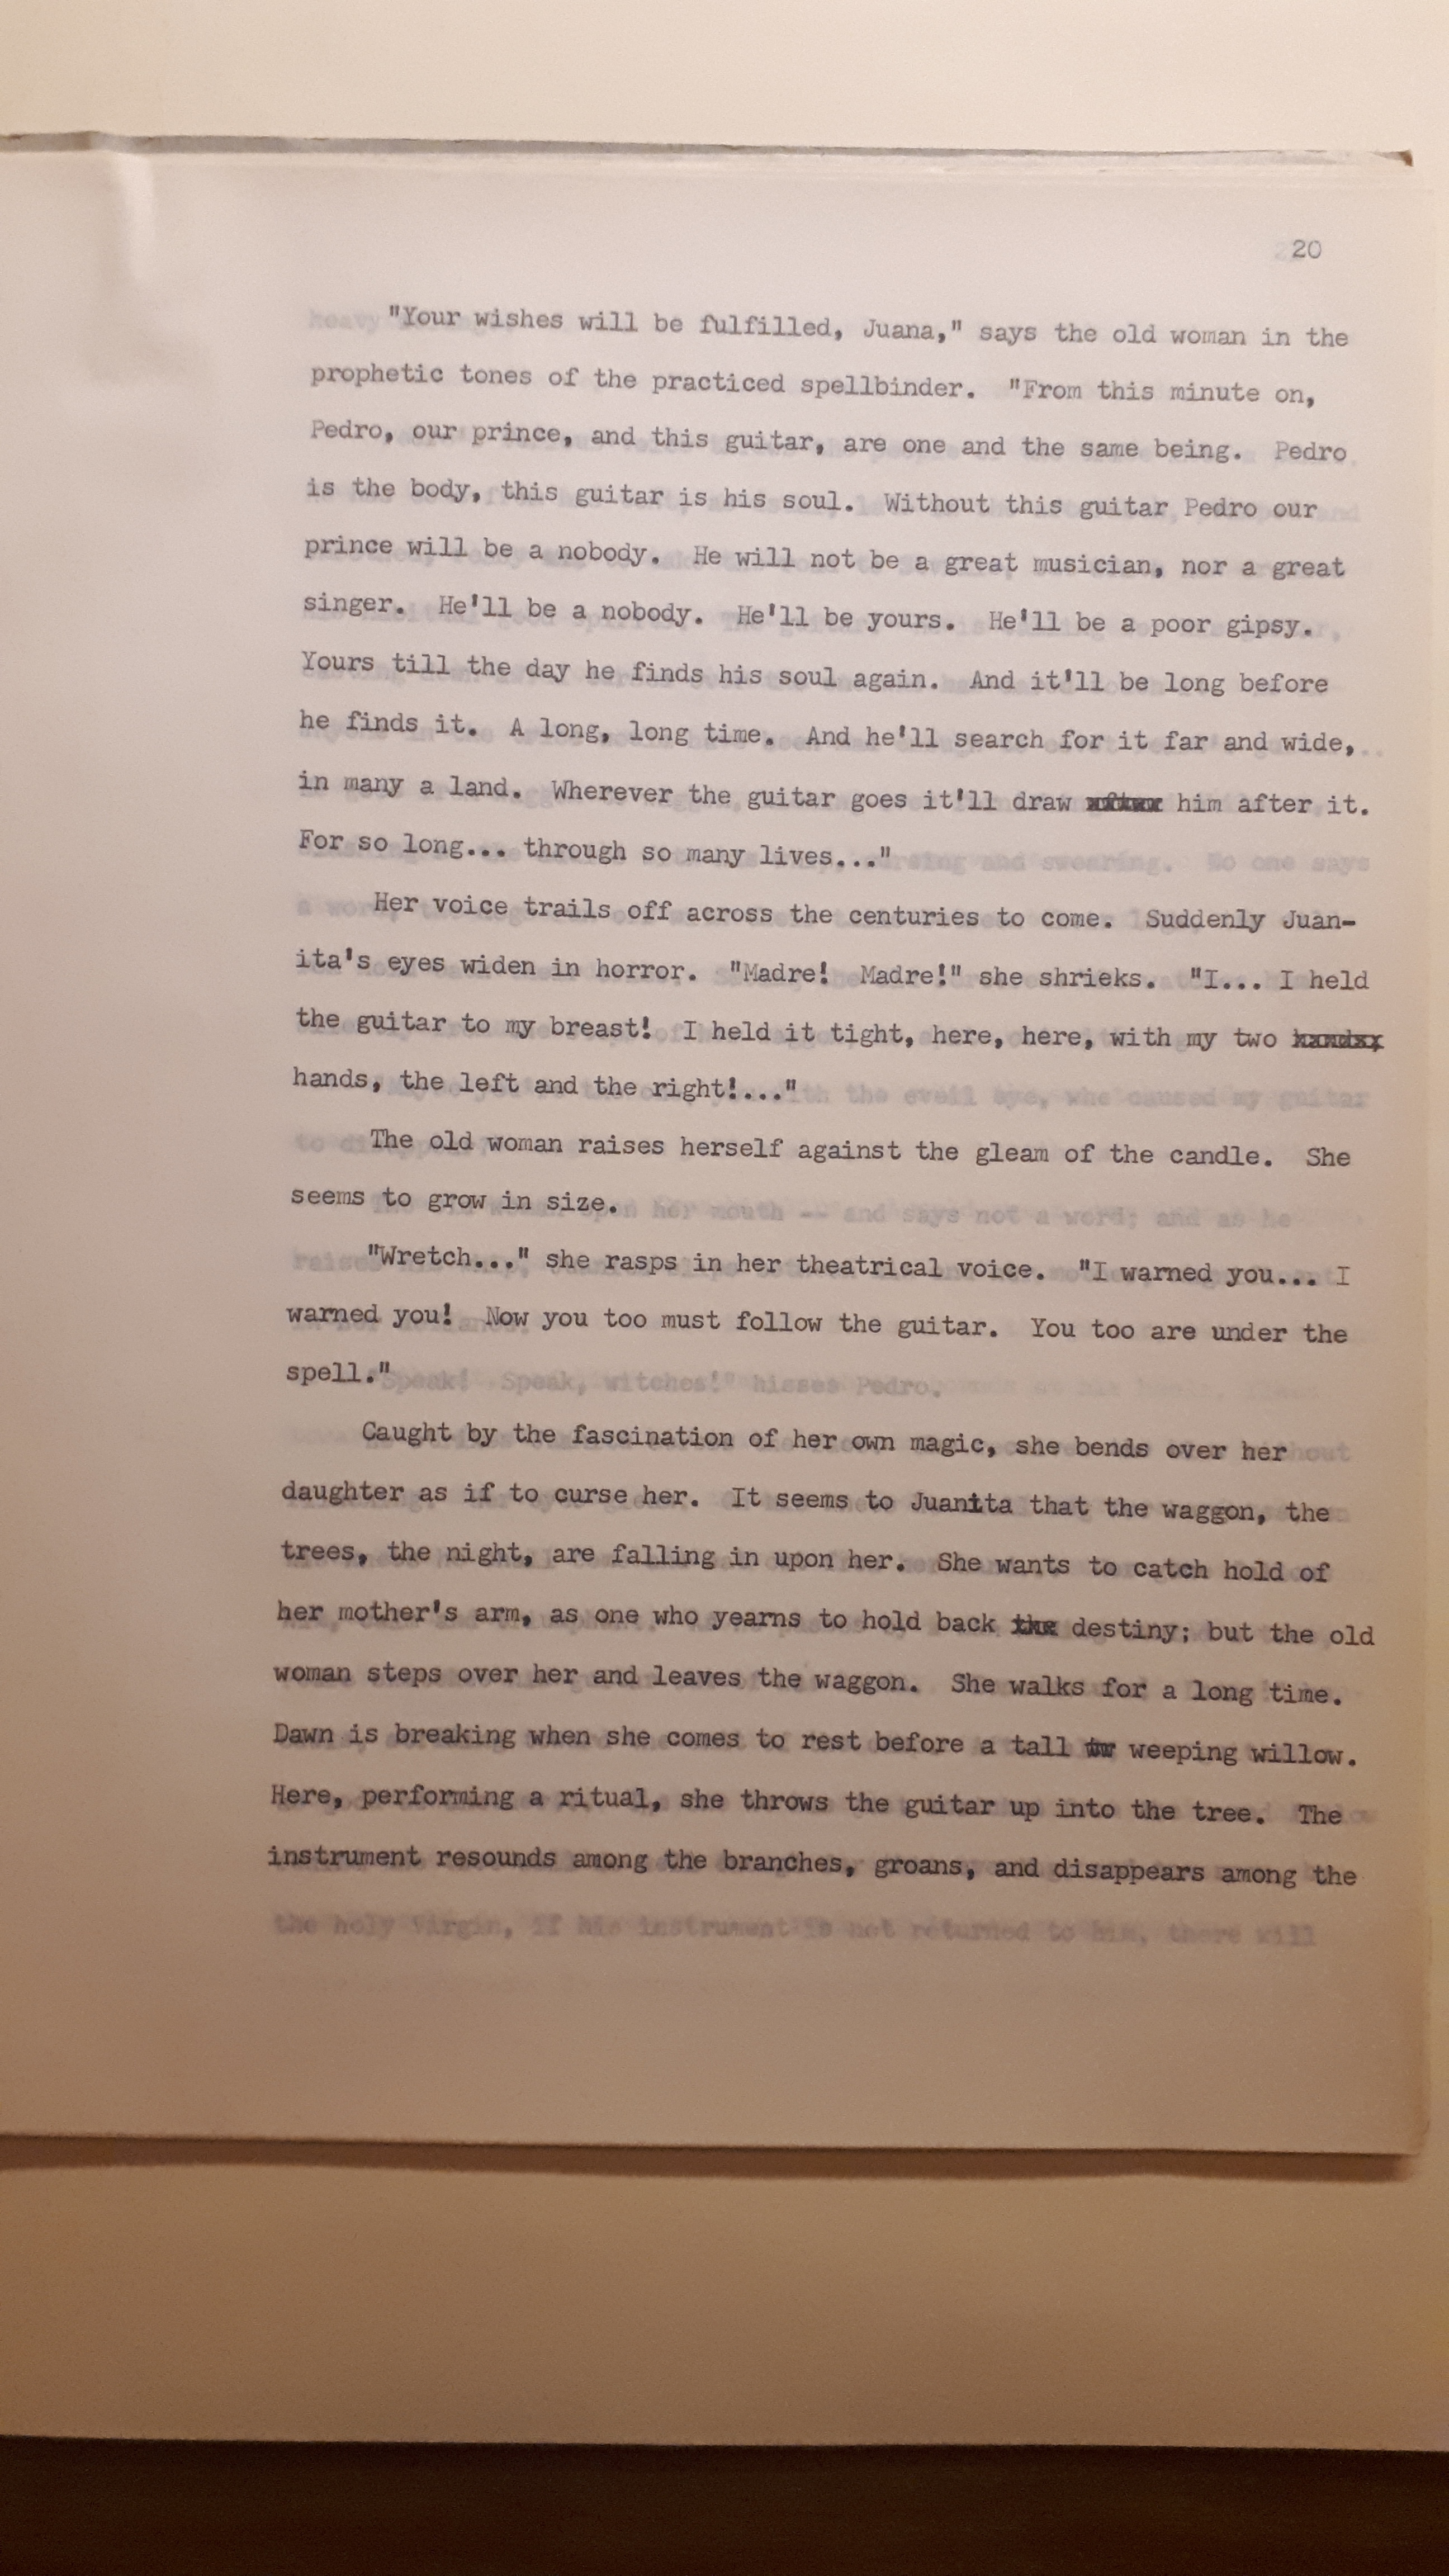 20
"Your wishes will be fulfilled, Juana," says the old woman in the
prophetic tones of the practiced spellbinder.  "From this minute on,
Pedro, our prince, and this guitar, are one and the same being.  Pedro
is the body, this guitar is his soul.  Without this guitar Pedro our
prince will be a nobody.  He will not be a great musician, nor a great
singer.  He'll be a nobody.  He'll be yours.  He'll be a poor gipsy.
Yours till the day he finds his soul again.  And it'll be long before
he finds it.  A long, long time.  And he'll search for it far and wide,
in many a land.  Wherever the guitar goes it'll draw him after it.
For so long... through so many lives..."
Her voice trails off across the centuries to come.  Suddenly Juan-
ita's eyes widen in horror.  "Madre!  Madre!" she shrieks.  "I... I held
the guitar to my breast!  I held it tight, here, here, with my two
hands, the left and the right!..."
The old woman raises herself against the gleam of the candle.  She
seems to grow in size.
"Wretch..." she rasps in her theatrical voice.  "I warned you... I
warned you!  Now you too must follow the guitar.  You too are under the
spell."
Caught by the fascination of her own magic, she bends over her
daughter as if to curse her.  It seems to Juanita that the waggon, the
trees, the night, are falling in upon her.  She wants to catch hold of
her mother's arm, as one who yearns to hold back destiny; but the old
woman steps over her and leaves the waggon.  She walks for a long time.
Dawn is breaking when she comes to rest before a tall weeping willow.
Here, performing a ritual, she throws the guitar up into the tree.  The
instrument resounds among the branches, groans, and disappears among the
the holy Virgin, if his instrument is not returned to him, there will